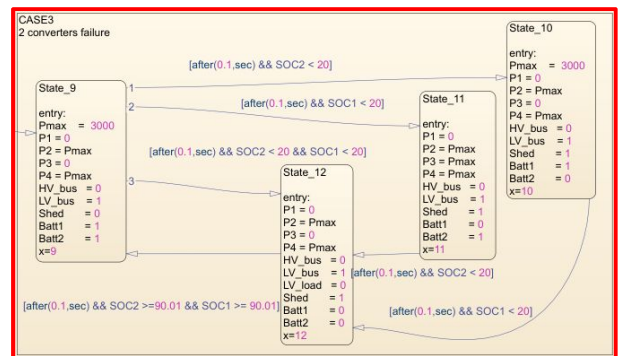 CASE3
2 converters failure
State_9
entry:
Pmax = 3000
P1 = 0
P2 = Pmax
P3 = 0
P4 = Pmax
HV_bus = 0
LV_bus = 1
Shed = 0
Batt1 = 1
Batt2 = 1
x=9
1
[after(0.1,sec) && SOC2 < 20]
2
[after(0.1,sec) && SOC1 < 20]
3
[after(0.1,sec) && SOC2 < 20 && SOC1 < 20]
State_10
entry:
Pmax = 3000
P1 = 0
P2 = Pmax
P3 = 0
P4 = Pmax
HV_bus = 0
LV_bus = 1
Shed = 1
Batt1 = 1
Batt2 = 0
x=10
State_11
entry:
P1 = 0
P2 = Pmax
P3 = Pmax
P4 = Pmax
HV_bus = 0
LV_bus = 1
Shed = 1
Batt1 = 0
Batt2 = 1
x=11
State_12
entry:
P1 = 0
P2 = Pmax
P3 = 0
P4 = Pmax
HV_bus = 0
LV_bus = 1
LV_load = 0
Shed = 1
Batt1 = 0
Batt2 = 0
x=12
[after(0.1,sec) && SOC2 < 20]
[after(0.1,sec) && SOC2 >=90.01 && SOC1 >= 90.01]
[after(0.1,sec) && SOC1 < 20]